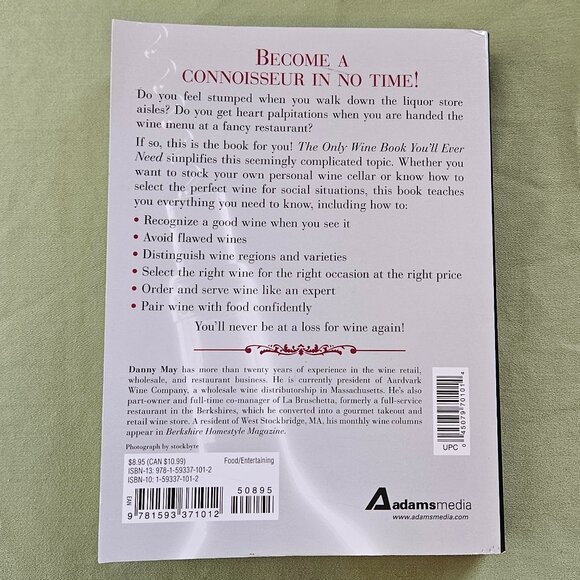 BECOME A
CONNOISSEUR IN NO TIME!
Do you feel stumped when you walk down the liquor store
aisles? Do you get heart palpitations when you are handed the
wine menu at a fancy restaurant?
If so, this is the book for you! The Only Wine Book You'll Ever
Need simplifies this seemingly complicated topic. Whether you
want to stock your own personal wine cellar or know how to
select the perfect wine for social situations, this book teaches
you everything you need to know, including how to:
• Recognize a good wine when you see it
• Avoid flawed wines
• Distinguish wine regions and varieties
• Select the right wine for the right occasion at the right price
• Order and serve wine like an expert
• Pair wine with food confidently
You'll never be at a loss for wine again!
Danny May has more than twenty years of experience in the wine retail,
wholesale, and restaurant business. He is currently president of Aardvark
Wine Company, a wholesale wine distributorship in Massachusetts. He's also
part-owner and full-time co-manager of La Bruschetta, formerly a full-service
restaurant in the Berkshires, which he converted into a gourmet takeout and
retail wine store. A resident of West Stockbridge, MA, his monthly wine columns
appear in Berkshire Homestyle Magazine.
Photograph by stockbyte
UPC
0 45079 70101 4
$8.95 (CAN $10.99)
Food/Entertaining
ISBN-13: 978-1-59337-101-2
ISBN-10: 1-59337-101-2
50895
EAN
9 781593 371012
adamsmedia
www.adamsmedia.com